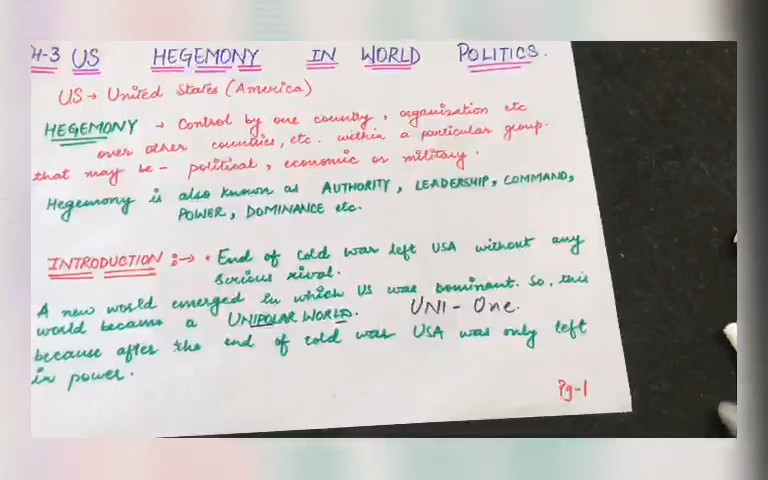 H-3 US HEGEMONY IN WORLD POLITICS.
US → United States (America)
HEGEMONY → Control by one country, organization etc
over other countries, etc. within a particular group.
that may be - political, economic or military.
Hegemony is also known as AUTHORITY, LEADERSHIP, COMMAND,
POWER, DOMINANCE etc.
INTRODUCTION :-→ • End of cold war left USA without any
serious rival.
A new world emerged in which US was dominant. So, this
world became a UNIPOLAR WORLD. UNI - One.
because after the end of cold war USA was only left
in power.
Pg-1